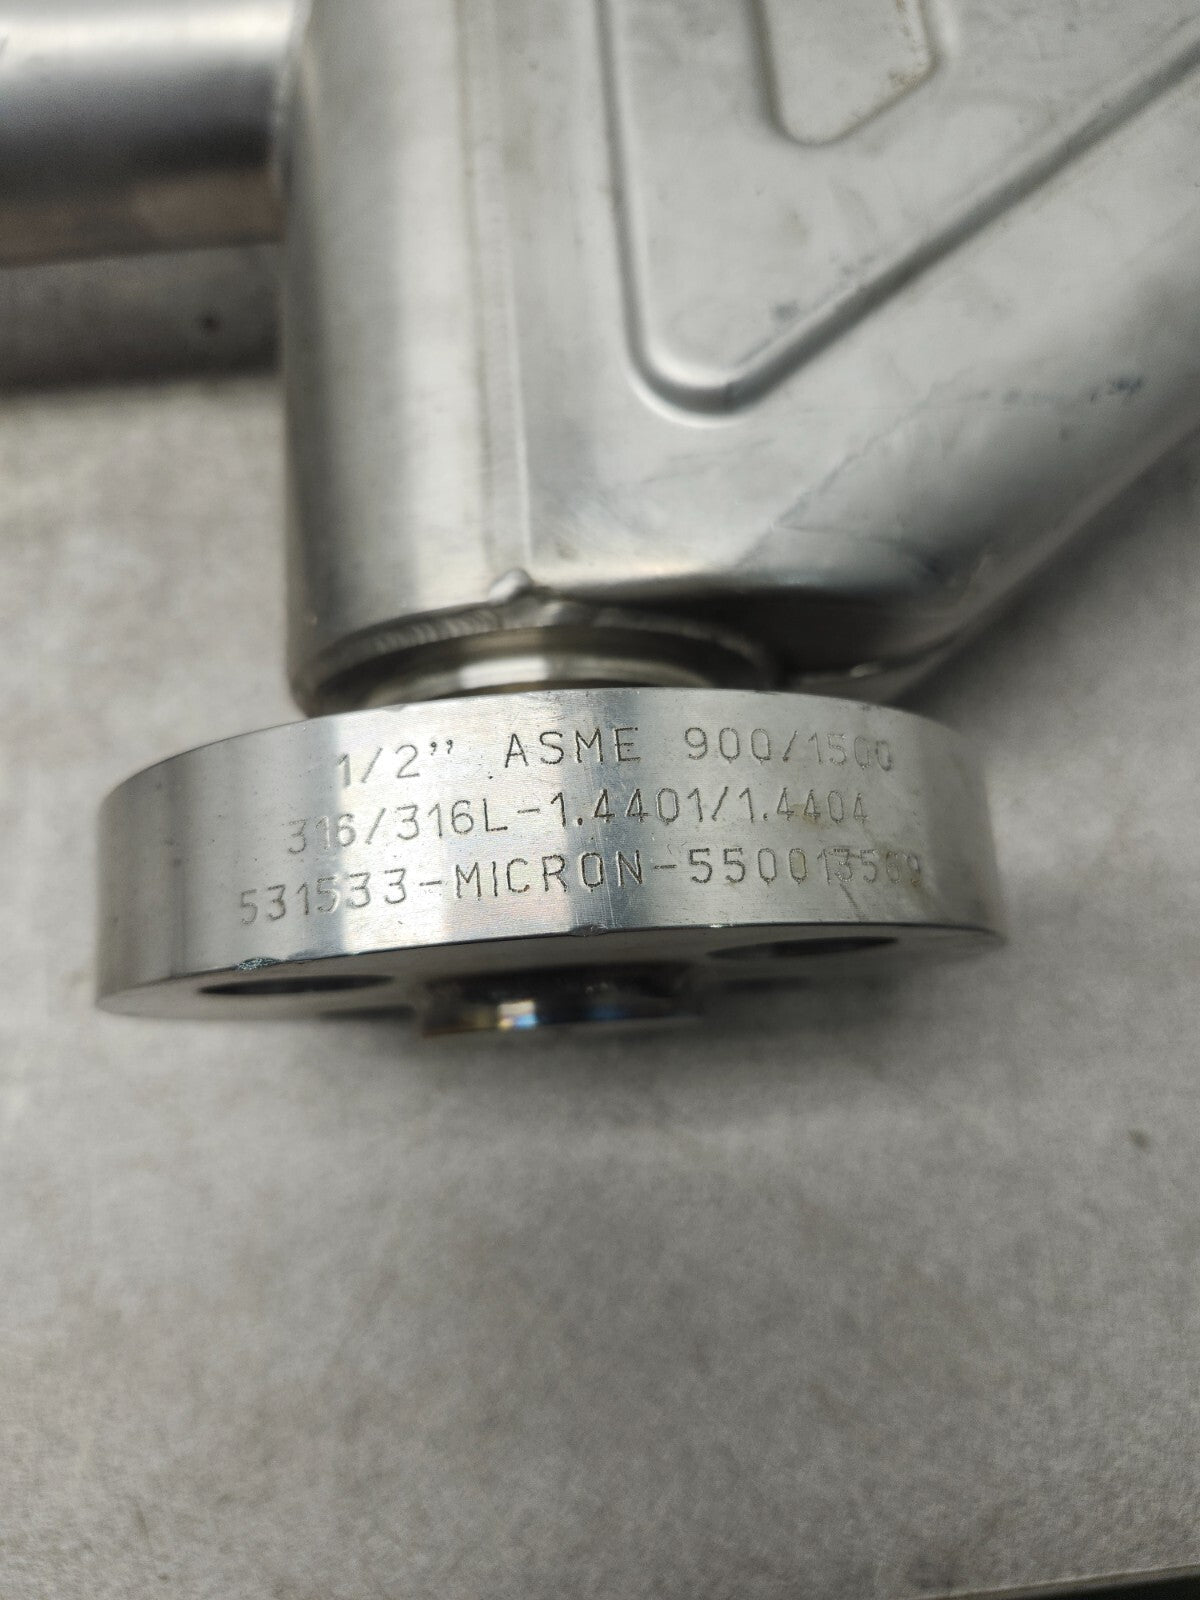 1/2” ASME 900/1500
316/316L-1.4401/1.4404
531533-MICRON-550013509